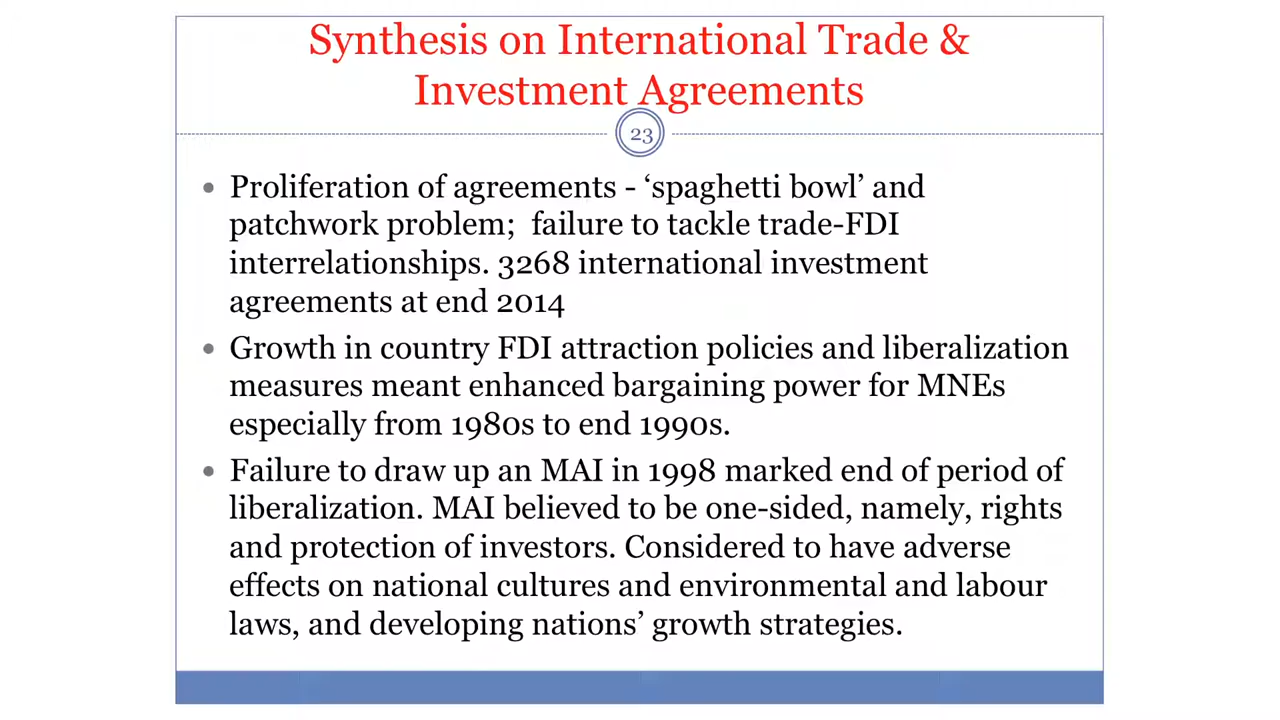 Synthesis on International Trade &
Investment Agreements
23
• Proliferation of agreements - ‘spaghetti bowl’ and
patchwork problem;  failure to tackle trade-FDI
interrelationships. 3268 international investment
agreements at end 2014
• Growth in country FDI attraction policies and liberalization
measures meant enhanced bargaining power for MNEs
especially from 1980s to end 1990s.
• Failure to draw up an MAI in 1998 marked end of period of
liberalization. MAI believed to be one-sided, namely, rights
and protection of investors. Considered to have adverse
effects on national cultures and environmental and labour
laws, and developing nations’ growth strategies.